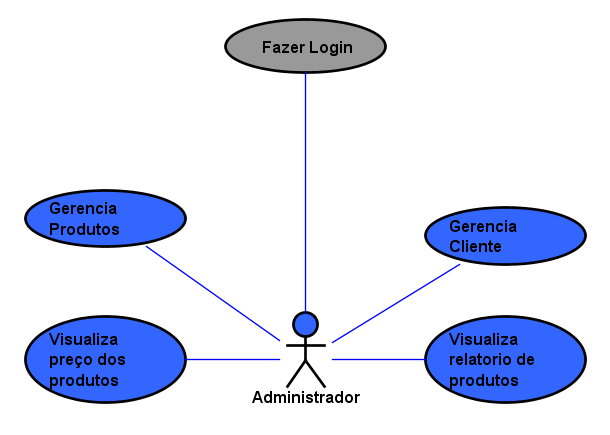 Fazer Login
Gerencia
Produtos
Gerencia
Cliente
Visualiza
preço dos
produtos
Visualiza
relatorio de
produtos
Administrador